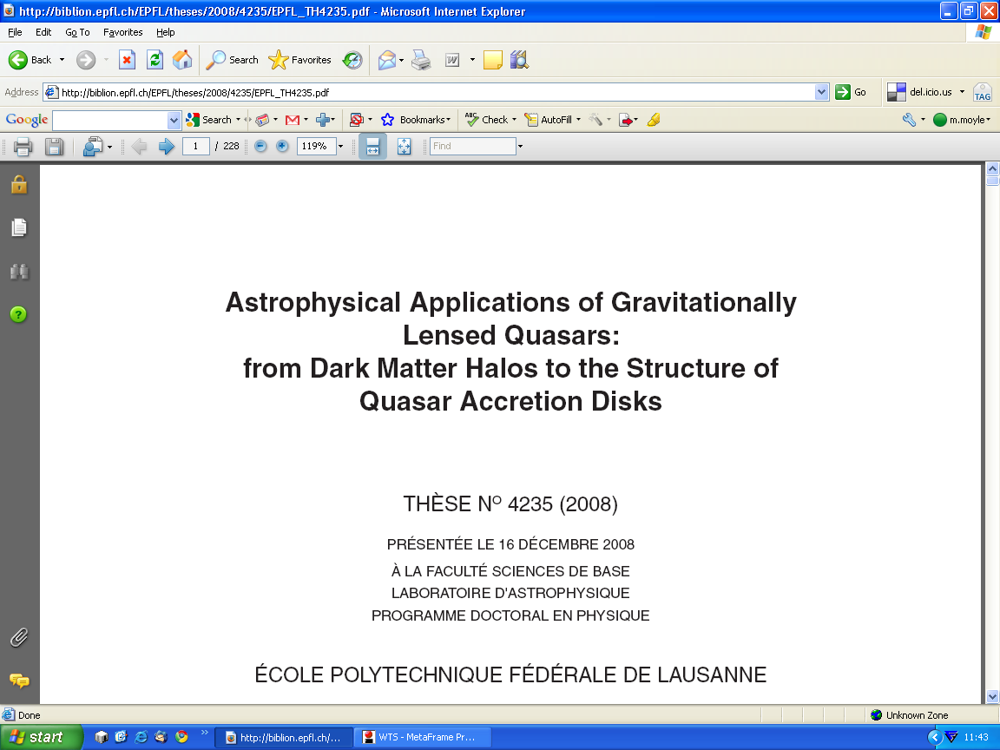 http://biblion.epfl.ch/EPFL/theses/2008/4235/EPFL_TH4235.pdf - Microsoft Internet Explorer
File Edit Go To Favorites Help
Back Search Favorites W
Address http://biblion.epfl.ch/EPFL/theses/2008/4235/EPFL_TH4235.pdf Go del.icio.us TAG
Google Search Bookmarks ABC Check AutoFill m.moyle
1 / 228 119% Find
Astrophysical Applications of Gravitationally
Lensed Quasars:
from Dark Matter Halos to the Structure of
Quasar Accretion Disks
THÈSE Nº 4235 (2008)
PRÉSENTÉE LE 16 DÉCEMBRE 2008
À LA FACULTÉ SCIENCES DE BASE
LABORATOIRE D'ASTROPHYSIQUE
PROGRAMME DOCTORAL EN PHYSIQUE
ÉCOLE POLYTECHNIQUE FÉDÉRALE DE LAUSANNE
Done Unknown Zone
start http://biblion.epfl.ch/... WTS - MetaFrame Pr... 11:43